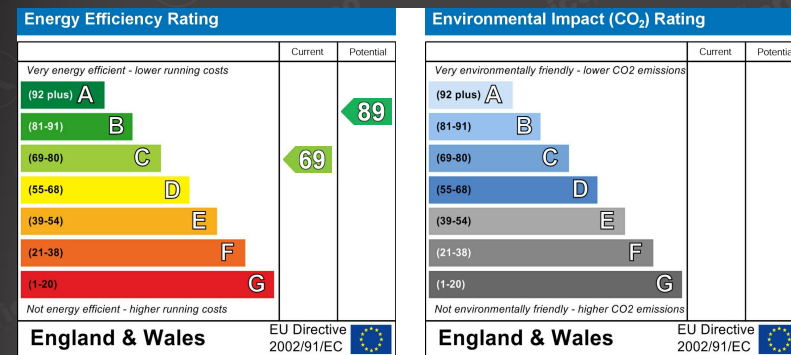 Energy Efficiency Rating
Current Potential
Very energy efficient - lower running costs
(92 plus) A
(81-91) B
89
(69-80) C
69
(55-68) D
(39-54) E
(21-38) F
(1-20) G
Not energy efficient - higher running costs
England & Wales
EU Directive
2002/91/EC
Environmental Impact (CO₂) Rating
Current Potential
Very environmentally friendly - lower CO2 emissions
(92 plus) A
(81-91) B
(69-80) C
(55-68) D
(39-54) E
(21-38) F
(1-20) G
Not environmentally friendly - higher CO2 emissions
England & Wales
EU Directive
2002/91/EC